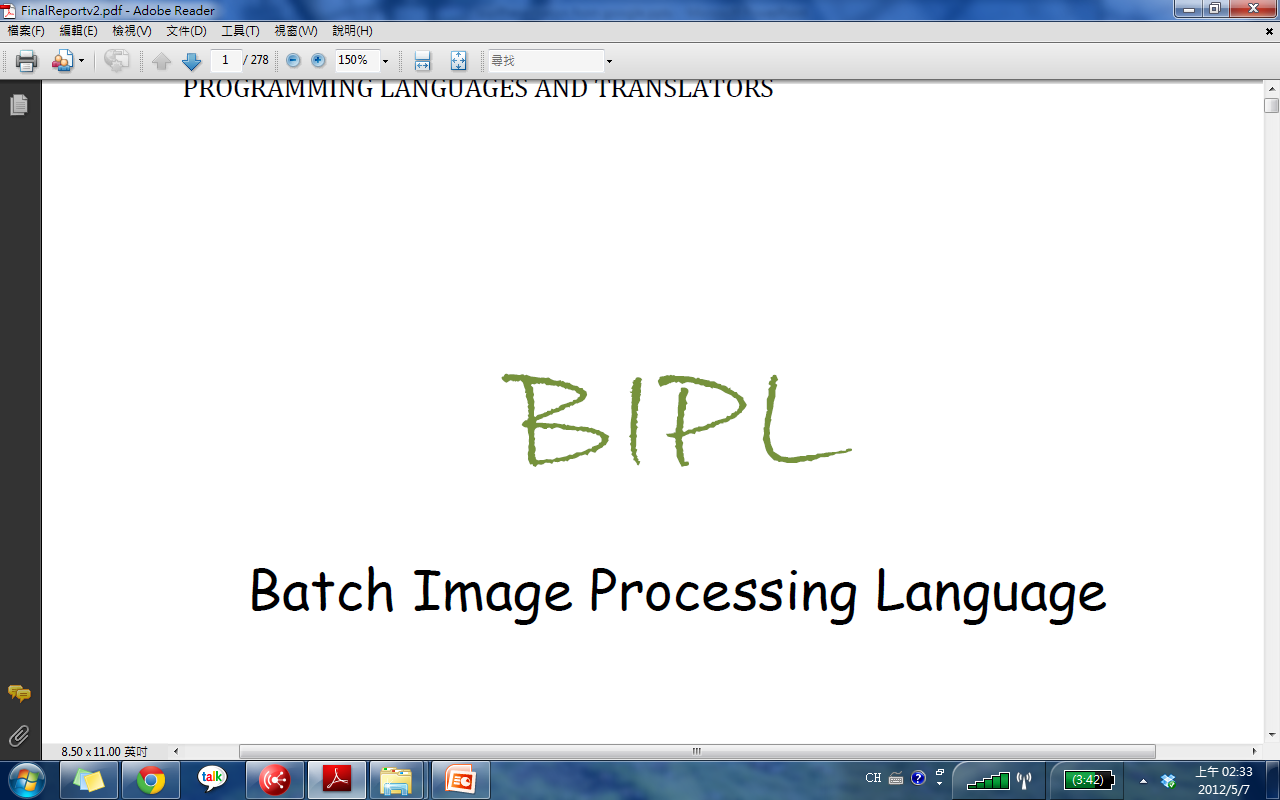 FinalReportv2.pdf - Adobe Reader
檔案(F) 編輯(E) 檢視(V) 文件(D) 工具(T) 視窗(W) 說明(H)
1 / 278 150% 尋找
PROGRAMMING LANGUAGES AND TRANSLATORS
BIPL
Batch Image Processing Language
8.50 x 11.00 英吋
talk CH (3:42) 上午 02:33
2012/5/7